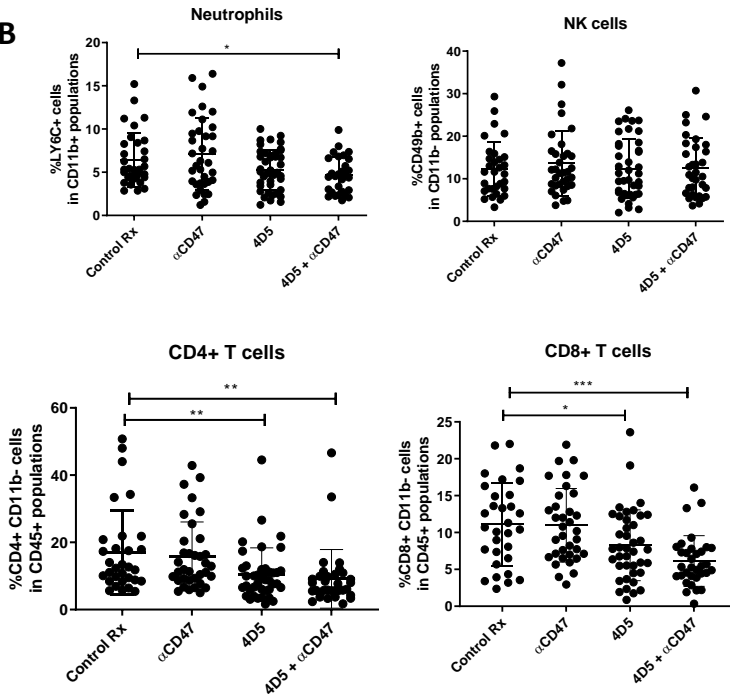 B
Neutrophils
*
%LY6C+ cells
in CD11b+ populations
20
15
10
5
0
Control Rx
αCD47
4D5
4D5 + αCD47
NK cells
%CD49b+ cells
in CD11b- populations
40
30
20
10
0
Control Rx
αCD47
4D5
4D5 + αCD47
CD4+ T cells
**
**
%CD4+ CD11b- cells
in CD45+ populations
60
40
20
0
Control Rx
αCD47
4D5
4D5 + αCD47
CD8+ T cells
***
*
%CD8+ CD11b- cells
in CD45+ populations
25
20
15
10
5
0
Control Rx
αCD47
4D5
4D5 + αCD47